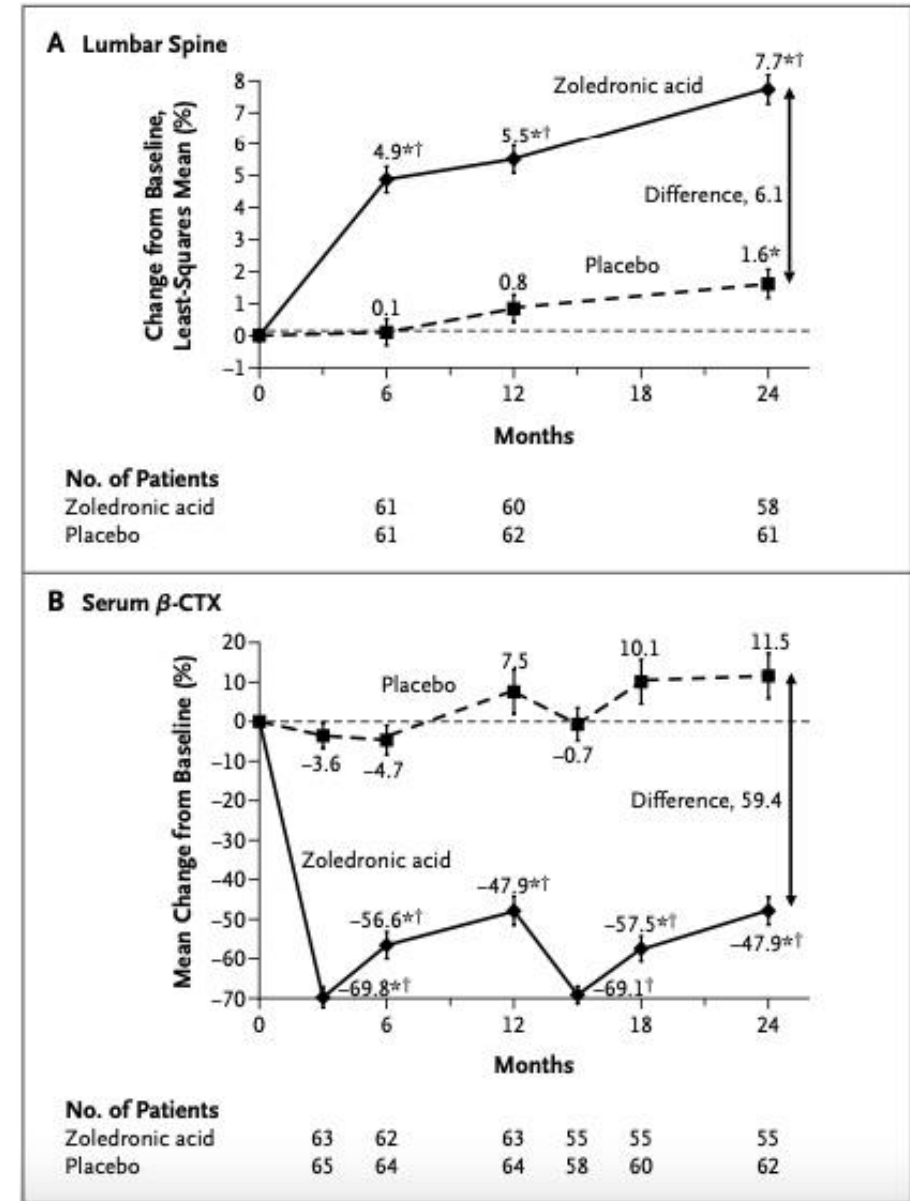 A Lumbar Spine
Change from Baseline,
Least-Squares Mean (%)
8
7
6
5
4
3
2
1
0
–1
4.9*†
5.5*†
7.7*†
Zoledronic acid
Difference, 6.1
Placebo
0.1
0.8
1.6*
0 6 12 18 24
Months
No. of Patients
Zoledronic acid 61 60 58
Placebo 61 62 61
B Serum β-CTX
Mean Change from Baseline (%)
20
10
0
–10
–20
–30
–40
–50
–60
–70
Placebo
–3.6
–4.7
7.5
–0.7
10.1
11.5
Difference, 59.4
Zoledronic acid
–69.8*†
–56.6*†
–47.9*†
–69.1†
–57.5*†
–47.9*†
0 6 12 18 24
Months
No. of Patients
Zoledronic acid 63 62 63 55 55 55
Placebo 65 64 64 58 60 62